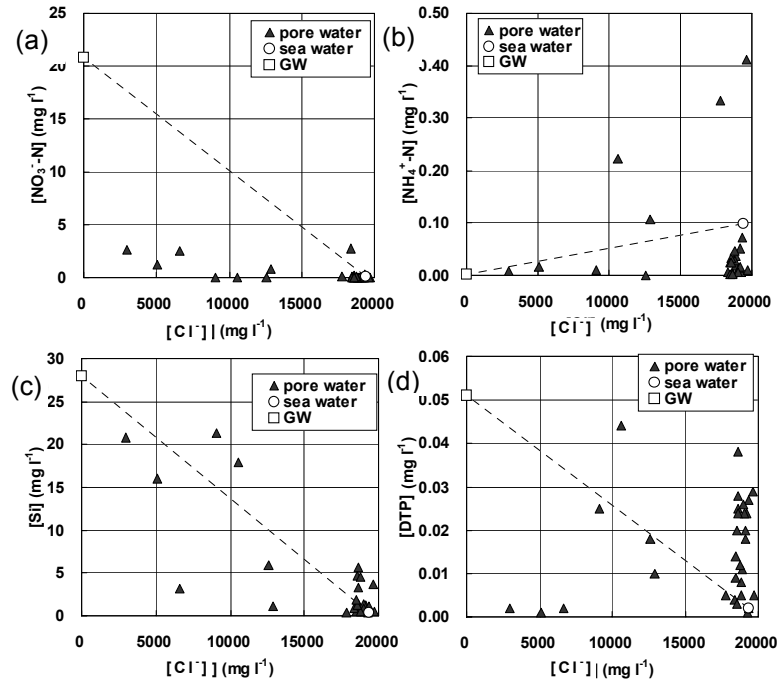 (a)
25
20
15
10
5
0
[NO₃⁻-N] (mg l⁻¹)
pore water
sea water
GW
0 5000 10000 15000 20000
[Cl⁻] | (mg l⁻¹)
(b)
0.50
0.40
0.30
0.20
0.10
0.00
[NH₄⁺-N] (mg l⁻¹)
pore water
sea water
GW
0 5000 10000 15000 20000
[Cl⁻] (mg l⁻¹)
(c)
30
25
20
15
10
5
0
[Si] (mg l⁻¹)
pore water
sea water
GW
0 5000 10000 15000 20000
[Cl⁻] ] (mg l⁻¹)
(d)
0.06
0.05
0.04
0.03
0.02
0.01
0.00
[DTP] (mg l⁻¹)
pore water
sea water
GW
0 5000 10000 15000 20000
[Cl⁻] | (mg l⁻¹)